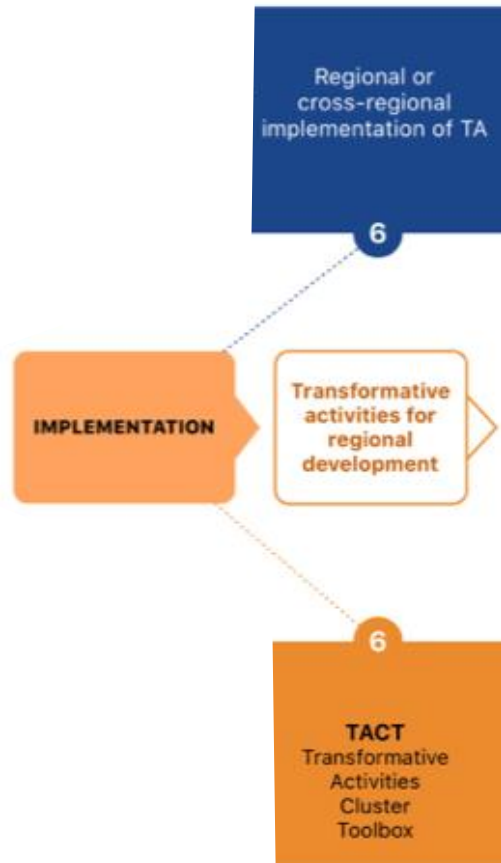 Regional or
cross-regional
implementation of TA
6
IMPLEMENTATION
Transformative
activities for
regional
development
6
TACT
Transformative
Activities
Cluster
Toolbox